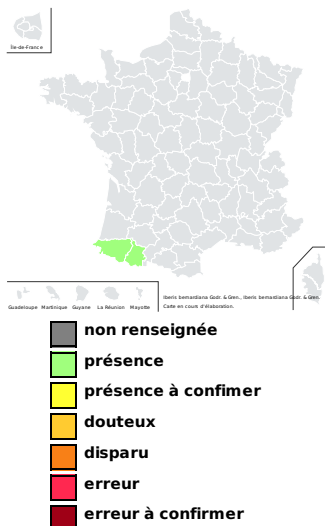 Île-de-France
Guadeloupe Martinique Guyane La Réunion Mayotte
Iberis bernardiana Godr. & Gren., Iberis bernardiana Godr. & Gren.
Carte en cours d'élaboration.
non renseignée
présence
présence à confimer
douteux
disparu
erreur
erreur à confirmer